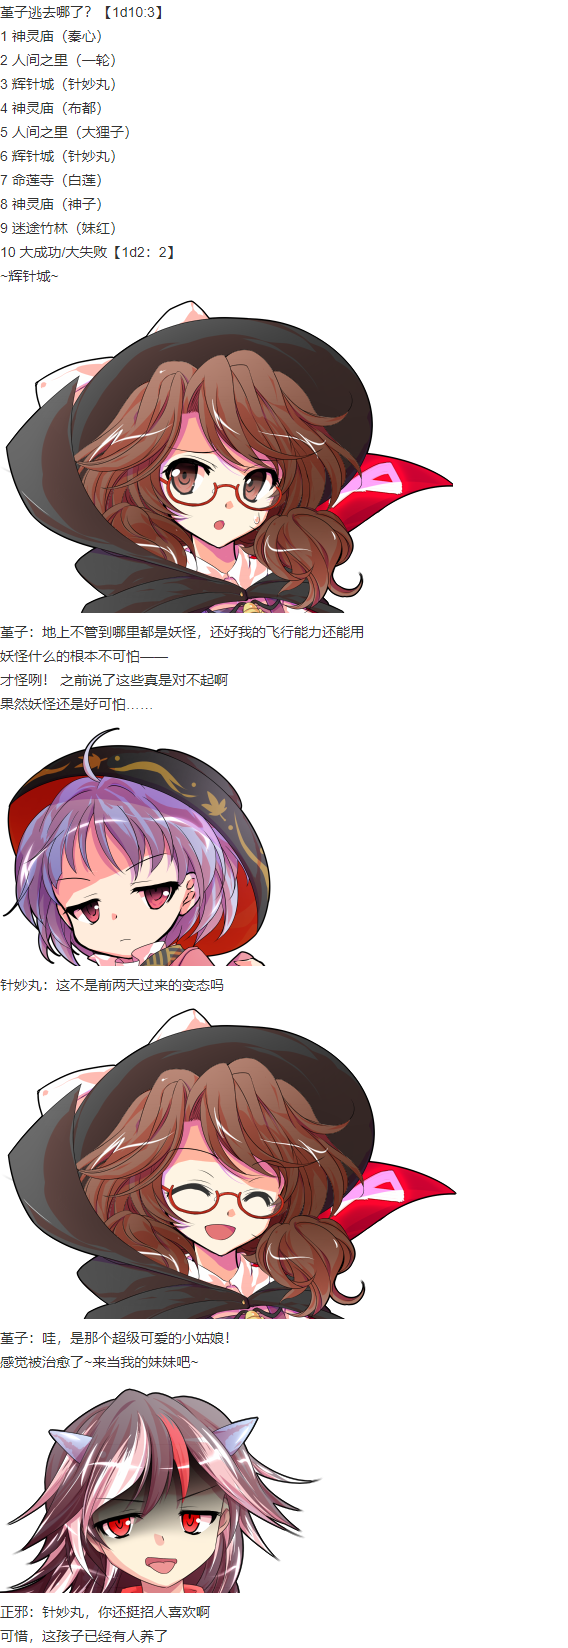 堇子逃去哪了？【1d10:3】
1 神灵庙（秦心）
2 人间之里（一轮）
3 辉针城（针妙丸）
4 神灵庙（布都）
5 人间之里（大狸子）
6 辉针城（针妙丸）
7 命莲寺（白莲）
8 神灵庙（神子）
9 迷途竹林（妹红）
10 大成功/大失败【1d2：2】
~辉针城~
堇子：地上不管到哪里都是妖怪，还好我的飞行能力还能用
妖怪什么的根本不可怕——
才怪咧！ 之前说了这些真是对不起啊
果然妖怪还是好可怕……
针妙丸：这不是前两天过来的变态吗
堇子：哇，是那个超级可爱的小姑娘！
感觉被治愈了~来当我的妹妹吧~
正邪：针妙丸，你还挺招人喜欢啊
可惜，这孩子已经有人养了